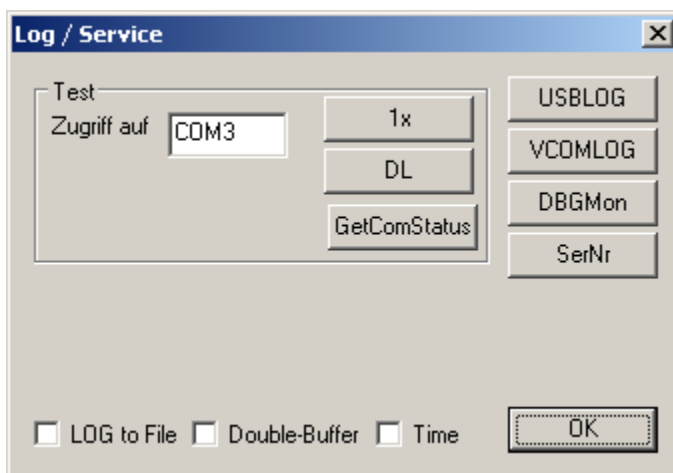 Log / Service
Test
Zugriff auf COM3
1x
DL
GetComStatus
USBLOG
VCOMLOG
DBGMon
SerNr
LOG to File Double-Buffer Time
OK